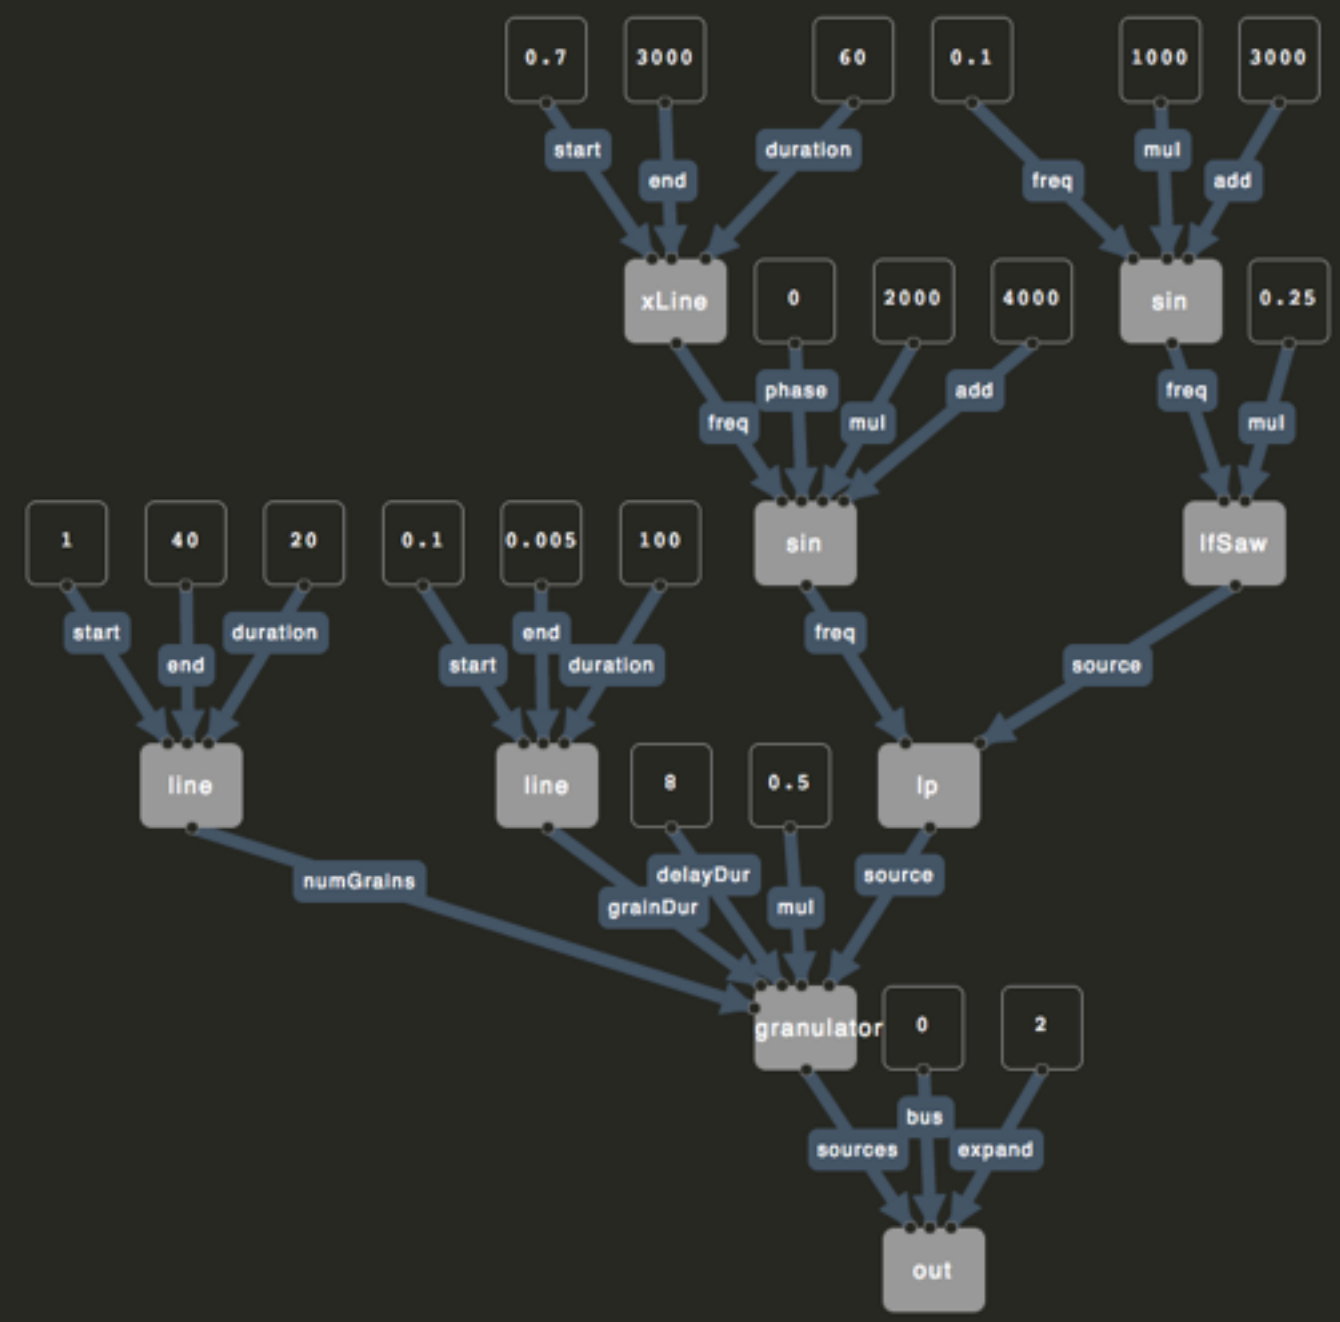 0.7
3000
60
0.1
1000
3000
start
duration
mul
end
freq
add
xLine
0
2000
4000
sin
0.25
phase
add
freq
freq
mul
mul
1
40
20
0.1
0.005
100
sin
lfSaw
start
duration
end
freq
end
start
duration
source
line
line
8
0.5
lp
numGrains
delayDur
source
grainDur
mul
granulator
0
2
bus
sources
expand
out